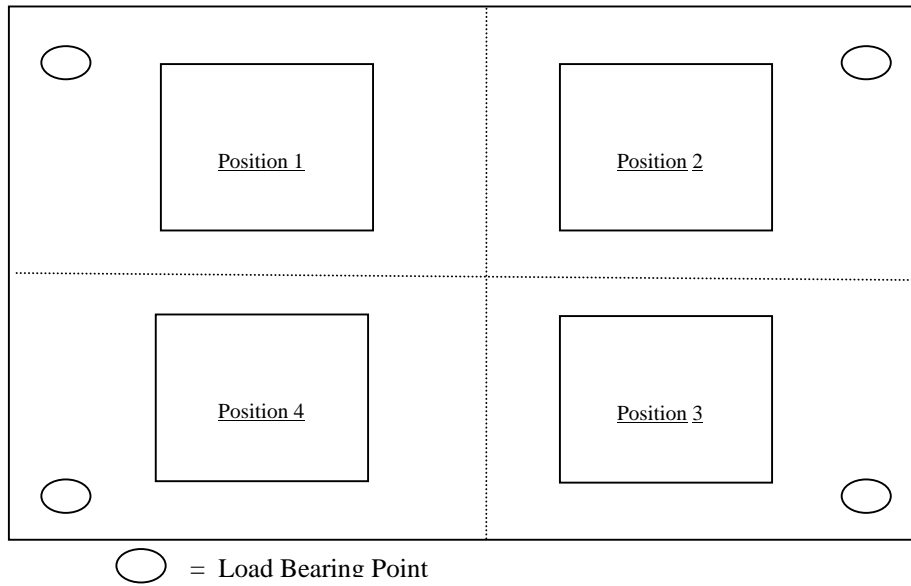 Position 1
Position 2
Position 4
Position 3
= Load Bearing Point